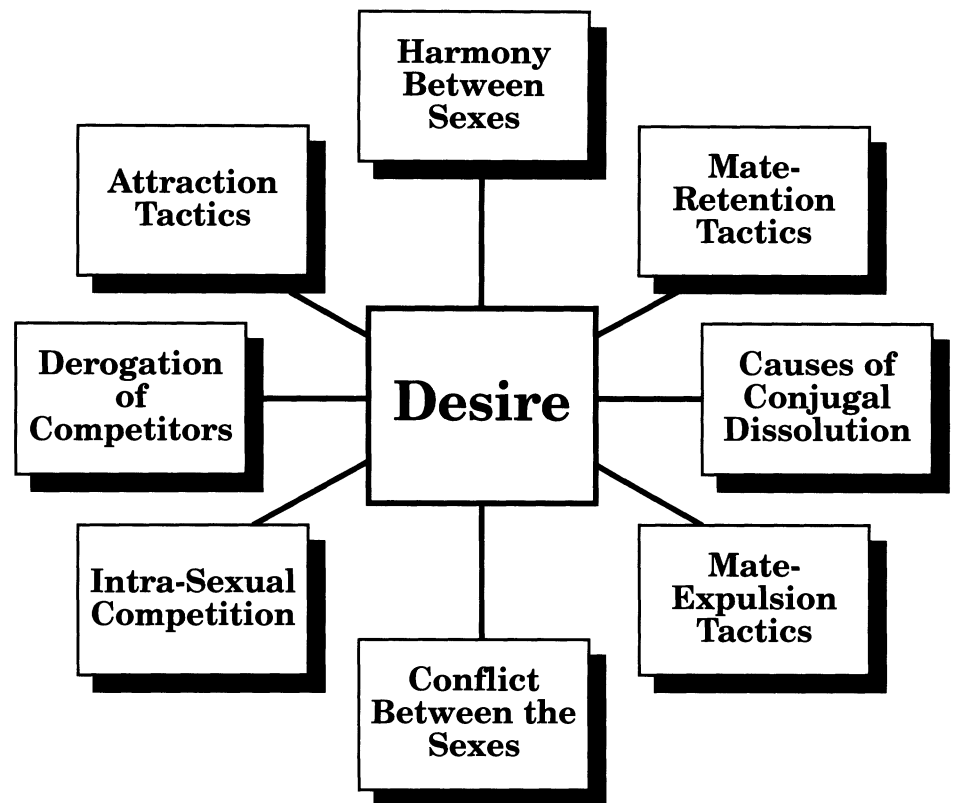 Harmony
Between
Sexes
Attraction
Tactics
Mate-
Retention
Tactics
Derogation
of
Competitors
Desire
Causes of
Conjugal
Dissolution
Intra-Sexual
Competition
Mate-
Expulsion
Tactics
Conflict
Between the
Sexes